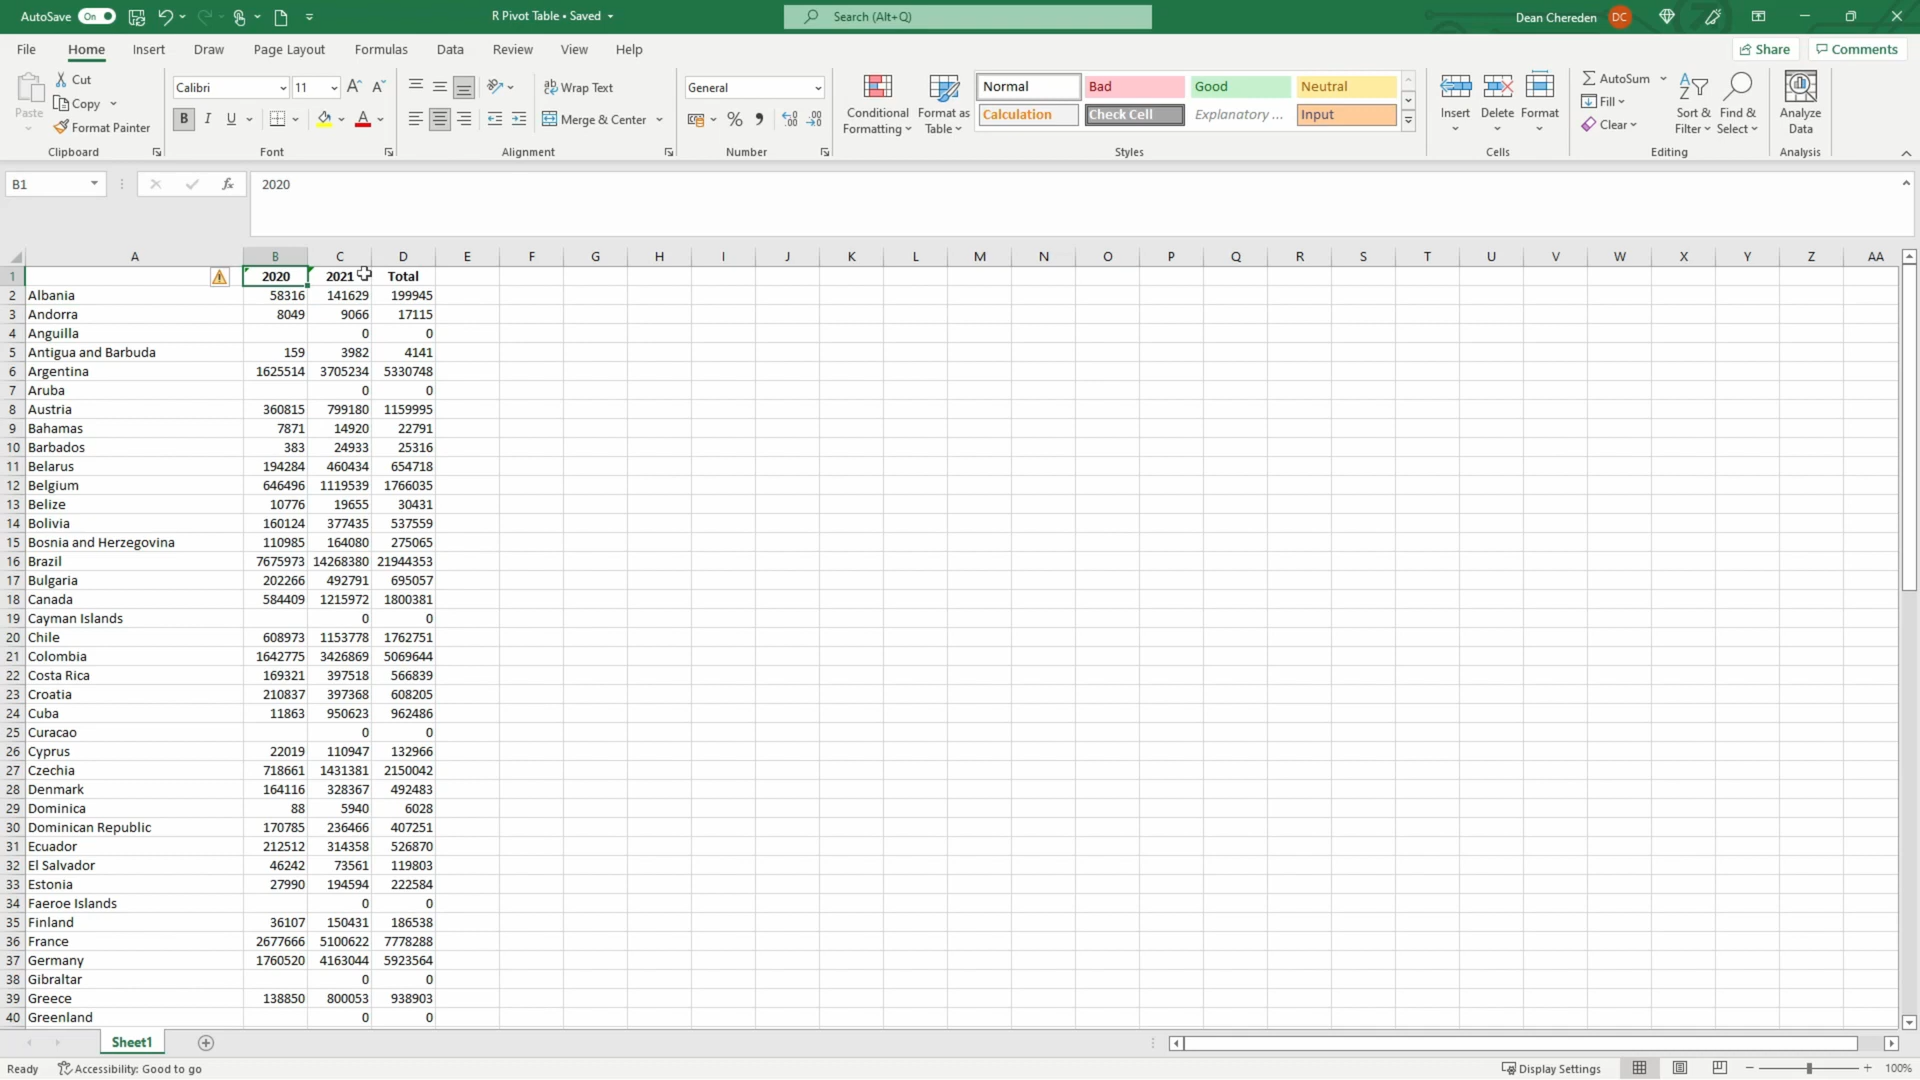 AutoSave On R Pivot Table • Saved Search (Alt+Q) Dean Chereden DC
File Home Insert Draw Page Layout Formulas Data Review View Help Share Comments
Paste Cut Copy Format Painter Clipboard
Calibri 11 B I U Font
Wrap Text Merge & Center Alignment
General % Number
Conditional Formatting Format as Table
Normal Bad Good Neutral
Calculation Check Cell Explanatory ... Input
Styles
Insert Delete Format Cells
AutoSum Fill Clear Sort & Filter Find & Select Editing
Analyze Data Analysis
B1 fx 2020
A B C D E F G H I J K L M N O P Q R S T U V W X Y Z AA
1 2020 2021 Total
2 Albania 58316 141629 199945
3 Andorra 8049 9066 17115
4 Anguilla 0 0
5 Antigua and Barbuda 159 3982 4141
6 Argentina 1625514 3705234 5330748
7 Aruba 0 0
8 Austria 360815 799180 1159995
9 Bahamas 7871 14920 22791
10 Barbados 383 24933 25316
11 Belarus 194284 460434 654718
12 Belgium 646496 1119539 1766035
13 Belize 10776 19655 30431
14 Bolivia 160124 377435 537559
15 Bosnia and Herzegovina 110985 164080 275065
16 Brazil 7675973 14268380 21944353
17 Bulgaria 202266 492791 695057
18 Canada 584409 1215972 1800381
19 Cayman Islands 0 0
20 Chile 608973 1153778 1762751
21 Colombia 1642775 3426869 5069644
22 Costa Rica 169321 397518 566839
23 Croatia 210837 397368 608205
24 Cuba 11863 950623 962486
25 Curacao 0 0
26 Cyprus 22019 110947 132966
27 Czechia 718661 1431381 2150042
28 Denmark 164116 328367 492483
29 Dominica 88 5940 6028
30 Dominican Republic 170785 236466 407251
31 Ecuador 212512 314358 526870
32 El Salvador 46242 73561 119803
33 Estonia 27990 194594 222584
34 Faeroe Islands 0 0
35 Finland 36107 150431 186538
36 France 2677666 5100622 7778288
37 Germany 1760520 4163044 5923564
38 Gibraltar 0 0
39 Greece 138850 800053 938903
40 Greenland 0 0
Sheet1
Ready Accessibility: Good to go Display Settings 100%